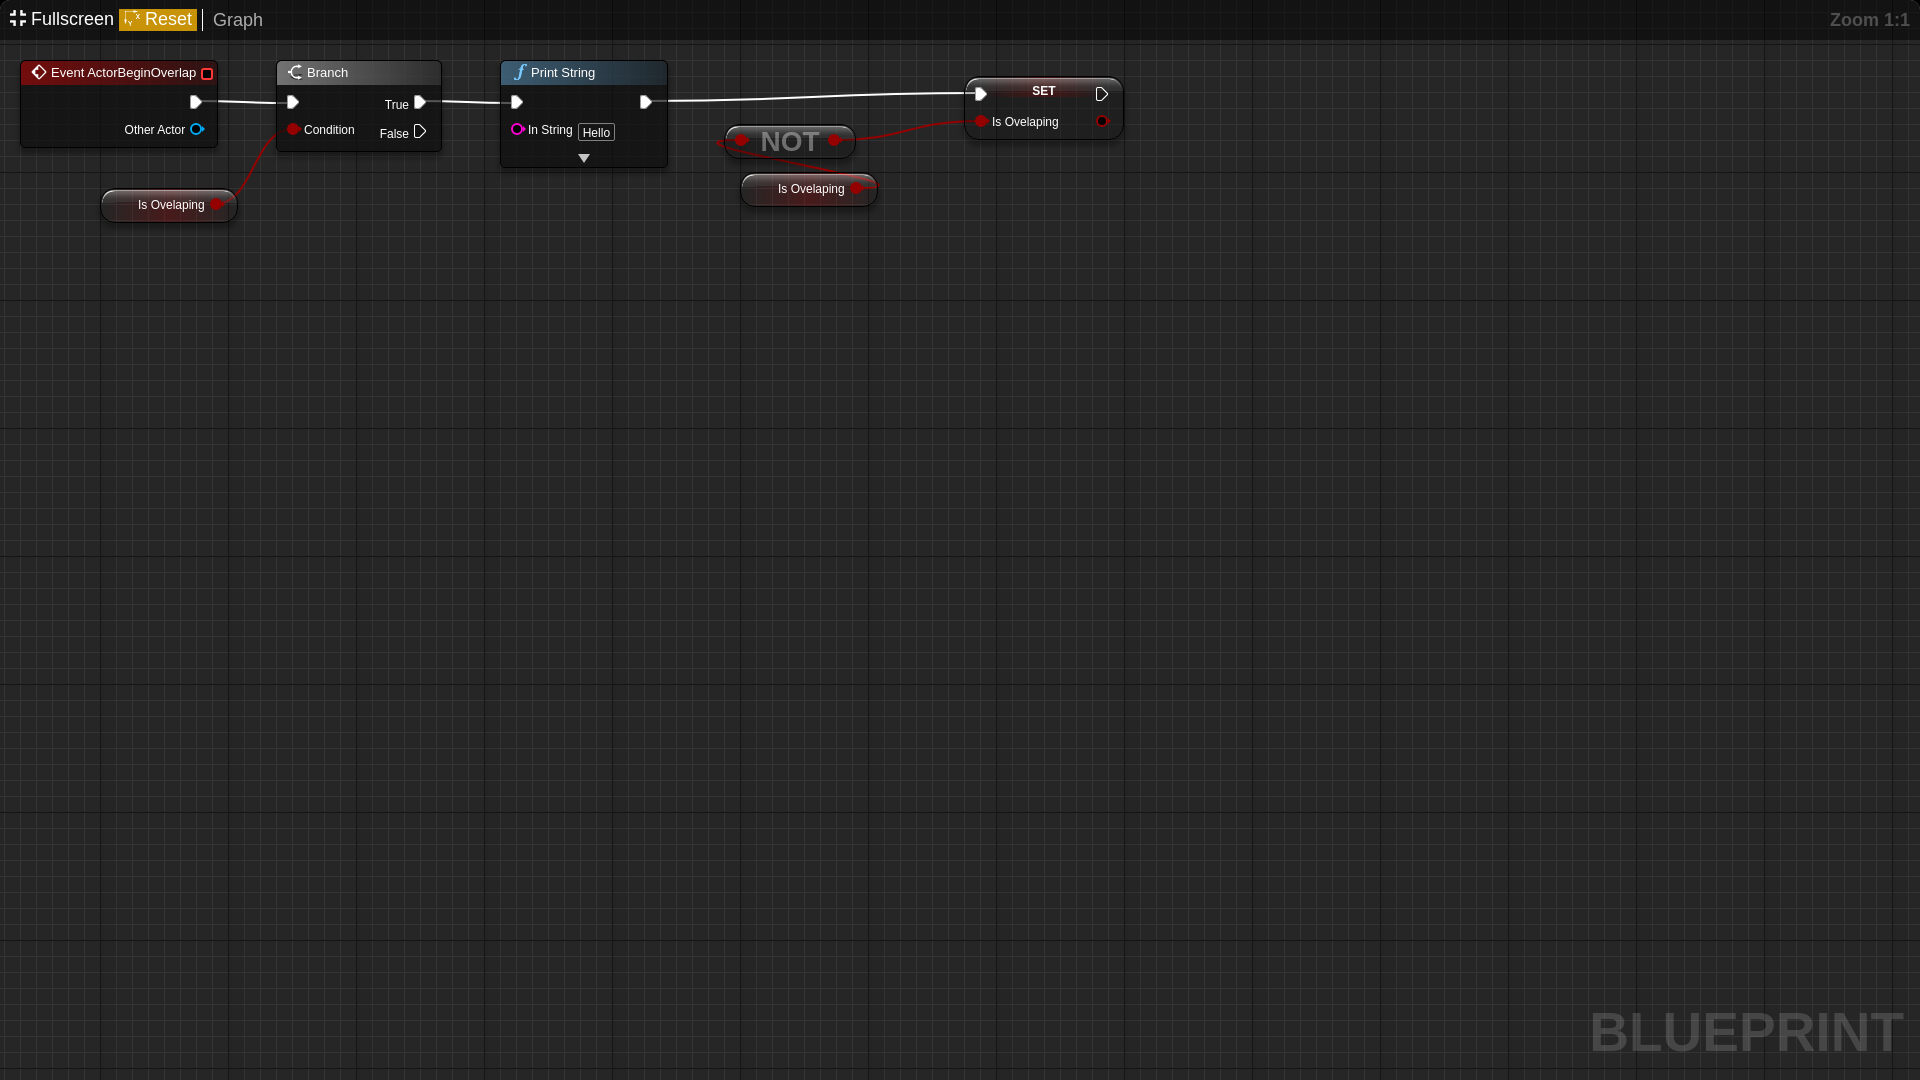 Fullscreen Reset Graph Zoom 1:1
Event ActorBeginOverlap
Other Actor
Branch
True
Condition
False
Print String
In String Hello
SET
Is Ovelaping
NOT
Is Ovelaping
Is Ovelaping
BLUEPRINT